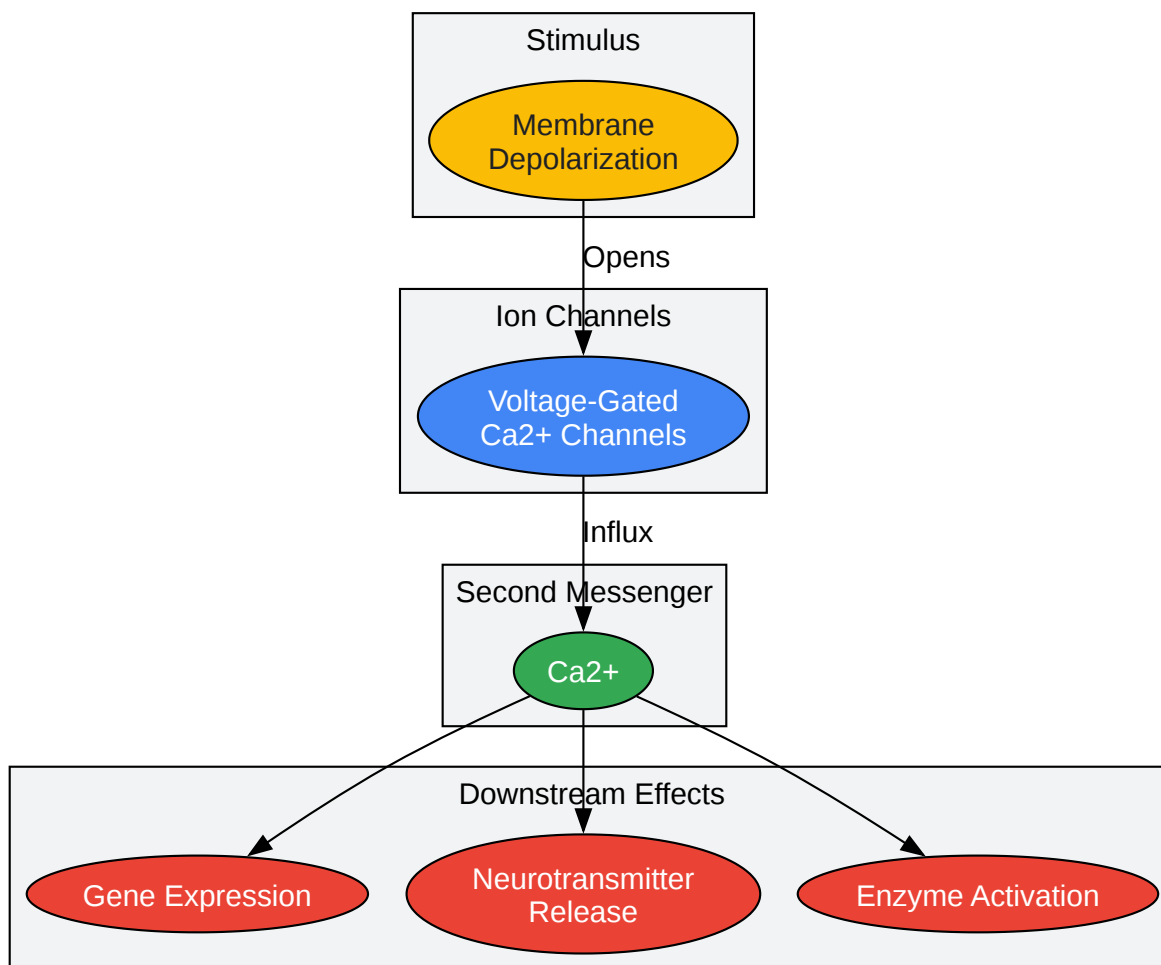 Stimulus
Membrane
Depolarization
Opens
Ion Channels
Voltage-Gated
Ca2+ Channels
Influx
Second Messenger
Ca2+
Downstream Effects
Gene Expression
Neurotransmitter
Release
Enzyme Activation